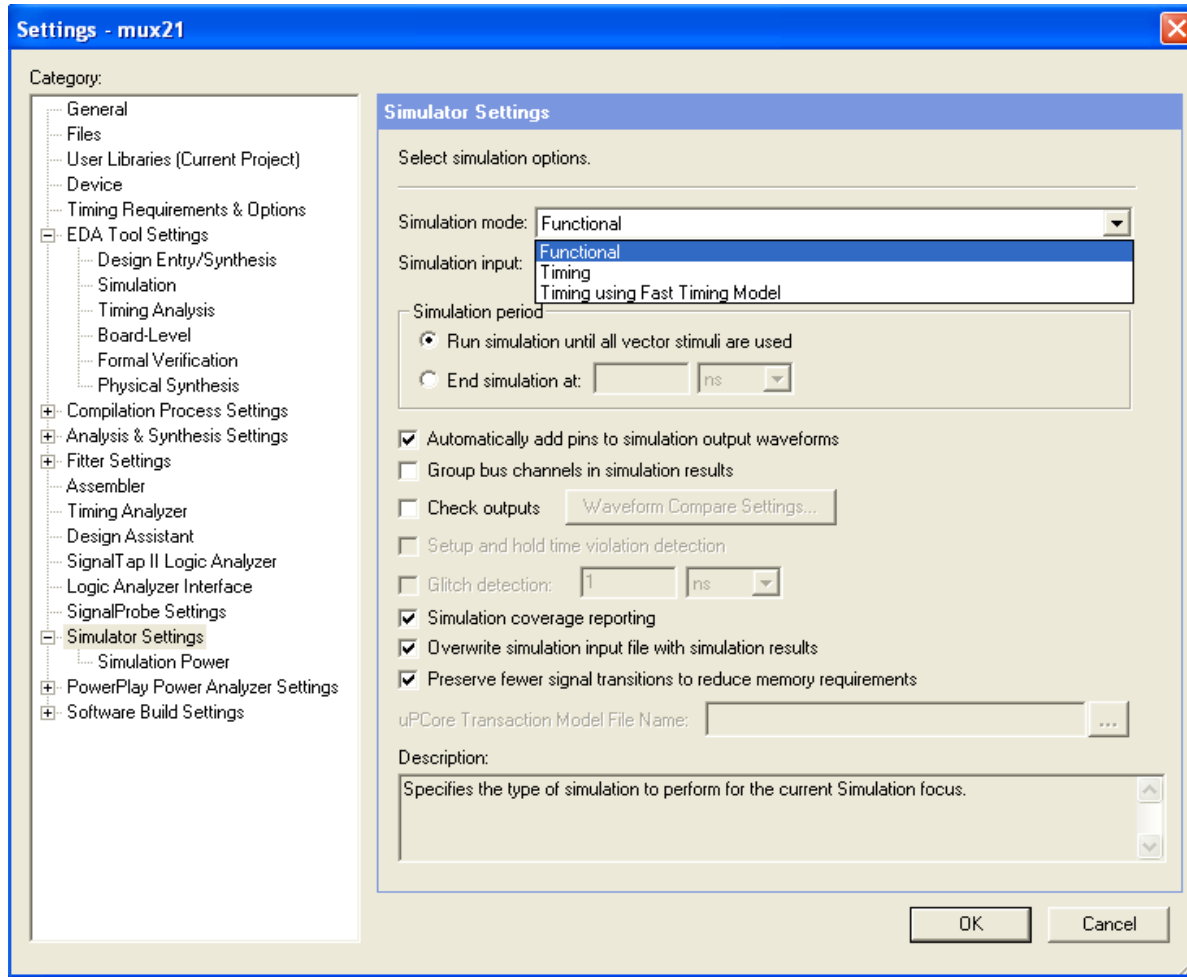 Settings - mux21
Category:
General
Files
User Libraries (Current Project)
Device
Timing Requirements & Options
EDA Tool Settings
Design Entry/Synthesis
Simulation
Timing Analysis
Board-Level
Formal Verification
Physical Synthesis
Compilation Process Settings
Analysis & Synthesis Settings
Fitter Settings
Assembler
Timing Analyzer
Design Assistant
SignalTap II Logic Analyzer
Logic Analyzer Interface
SignalProbe Settings
Simulator Settings
Simulation Power
PowerPlay Power Analyzer Settings
Software Build Settings
Simulator Settings
Select simulation options.
Simulation mode: Functional
Functional
Simulation input:
Timing
Timing using Fast Timing Model
Simulation period
Run simulation until all vector stimuli are used
End simulation at: ns
Automatically add pins to simulation output waveforms
Group bus channels in simulation results
Check outputs Waveform Compare Settings...
Setup and hold time violation detection
Glitch detection: 1 ns
Simulation coverage reporting
Overwrite simulation input file with simulation results
Preserve fewer signal transitions to reduce memory requirements
uPCore Transaction Model File Name: ...
Description:
Specifies the type of simulation to perform for the current Simulation focus.
OK Cancel